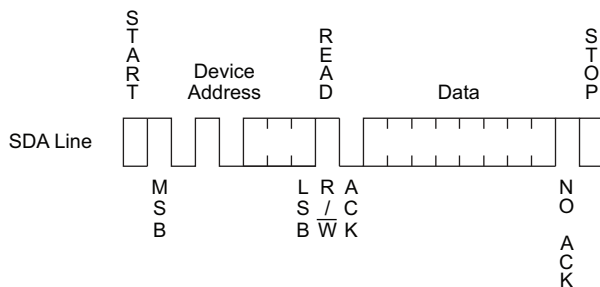 START
Device
Address
READ
Data
STOP
SDA Line
MSB
LSB
R/W
ACK
NO ACK